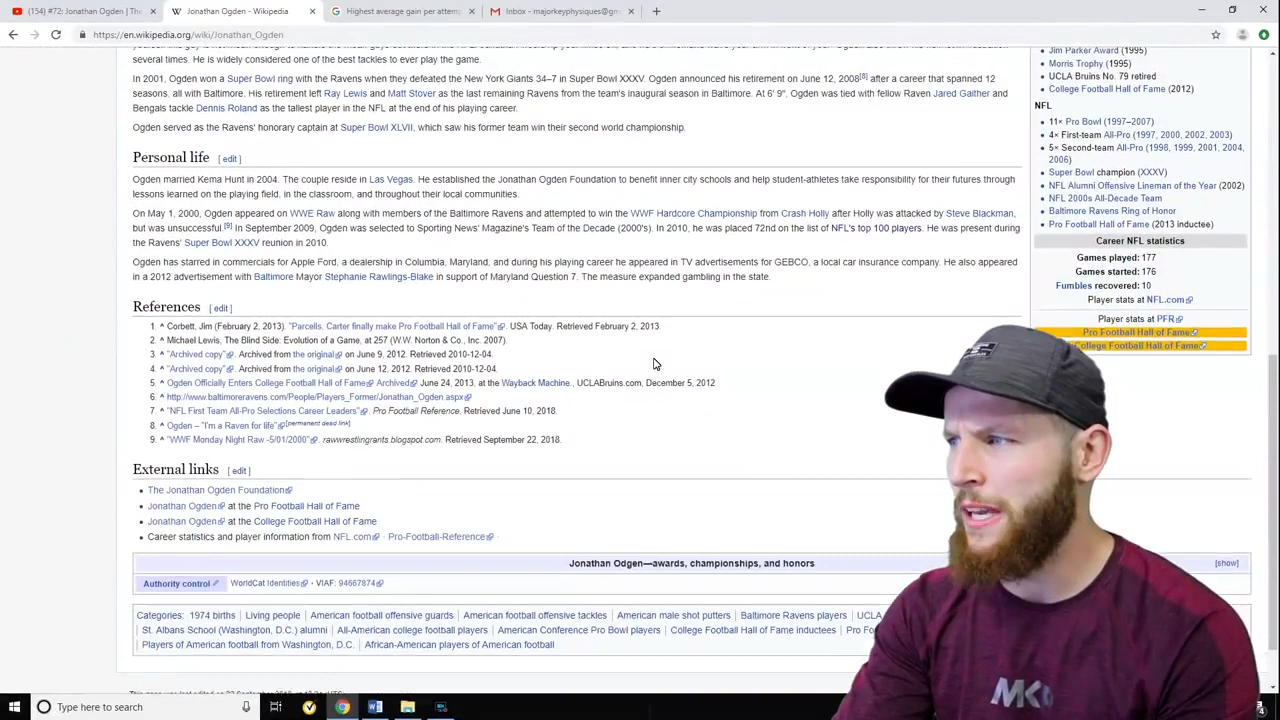 (154) #72: Jonathan Ogden | The
Jonathan Ogden - Wikipedia
Highest average gain per attemp
Inbox - majorkeyphysiques@gm
https://en.wikipedia.org/wiki/Jonathan_Ogden
several times. He is widely considered one of the best tackles to ever play the game.
In 2001, Ogden won a Super Bowl ring with the Ravens when they defeated the New York Giants 34–7 in Super Bowl XXXV. Ogden announced his retirement on June 12, 2008[8] after a career that spanned 12
seasons, all with Baltimore. His retirement left Ray Lewis and Matt Stover as the last remaining Ravens from the team's inaugural season in Baltimore. At 6' 9", Ogden was tied with fellow Raven Jared Gaither and
Bengals tackle Dennis Roland as the tallest player in the NFL at the end of his playing career.
Ogden served as the Ravens' honorary captain at Super Bowl XLVII, which saw his former team win their second world championship.
Personal life [ edit ]
Ogden married Kema Hunt in 2004. The couple reside in Las Vegas. He established the Jonathan Ogden Foundation to benefit inner city schools and help student-athletes take responsibility for their futures through
lessons learned on the playing field, in the classroom, and throughout their local communities.
On May 1, 2000, Ogden appeared on WWE Raw along with members of the Baltimore Ravens and attempted to win the WWF Hardcore Championship from Crash Holly after Holly was attacked by Steve Blackman,
but was unsuccessful.[9] In September 2009, Ogden was selected to Sporting News' Magazine's Team of the Decade (2000's). In 2010, he was placed 72nd on the list of NFL's top 100 players. He was present during
the Ravens' Super Bowl XXXV reunion in 2010.
Ogden has starred in commercials for Apple Ford, a dealership in Columbia, Maryland, and during his playing career he appeared in TV advertisements for GEBCO, a local car insurance company. He also appeared
in a 2012 advertisement with Baltimore Mayor Stephanie Rawlings-Blake in support of Maryland Question 7. The measure expanded gambling in the state.
References [ edit ]
1. ^ Corbett, Jim (February 2, 2013). "Parcells, Carter finally make Pro Football Hall of Fame". USA Today. Retrieved February 2, 2013.
2. ^ Michael Lewis, The Blind Side: Evolution of a Game, at 257 (W.W. Norton & Co., Inc. 2007).
3. ^ "Archived copy". Archived from the original on June 9, 2012. Retrieved 2010-12-04.
4. ^ "Archived copy". Archived from the original on June 12, 2012. Retrieved 2010-12-04.
5. ^ Ogden Officially Enters College Football Hall of Fame Archived June 24, 2013, at the Wayback Machine., UCLABruins.com, December 5, 2012
6. ^ http://www.baltimoreravens.com/People/Players_Former/Jonathan_Ogden.aspx
7. ^ "NFL First Team All-Pro Selections Career Leaders". Pro Football Reference. Retrieved June 10, 2018.
8. ^ Ogden – "I'm a Raven for life"[permanent dead link]
9. ^ "WWF Monday Night Raw -5/01/2000". rawwrestlingrants.blogspot.com. Retrieved September 22, 2018.
External links [ edit ]
• The Jonathan Ogden Foundation
• Jonathan Ogden at the Pro Football Hall of Fame
• Jonathan Ogden at the College Football Hall of Fame
• Career statistics and player information from NFL.com · Pro-Football-Reference ·
Jonathan Odgen—awards, championships, and honors [show]
Authority control WorldCat Identities · VIAF: 94667874
Categories: 1974 births | Living people | American football offensive guards | American football offensive tackles | American male shot putters | Baltimore Ravens players | UCLA
St. Albans School (Washington, D.C.) alumni | All-American college football players | American Conference Pro Bowl players | College Football Hall of Fame inductees | Pro Fo
Players of American football from Washington, D.C. | African-American players of American football
• Jim Parker Award (1995)
• Morris Trophy (1995)
• UCLA Bruins No. 79 retired
• College Football Hall of Fame (2012)
NFL
• 11× Pro Bowl (1997–2007)
• 4× First-team All-Pro (1997, 2000, 2002, 2003)
• 5× Second-team All-Pro (1998, 1999, 2001, 2004,
2006)
• Super Bowl champion (XXXV)
• NFL Alumni Offensive Lineman of the Year (2002)
• NFL 2000s All-Decade Team
• Baltimore Ravens Ring of Honor
• Pro Football Hall of Fame (2013 inductee)
Career NFL statistics
Games played: 177
Games started: 176
Fumbles recovered: 10
Player stats at NFL.com
Player stats at PFR
Pro Football Hall of Fame
College Football Hall of Fame
Type here to search